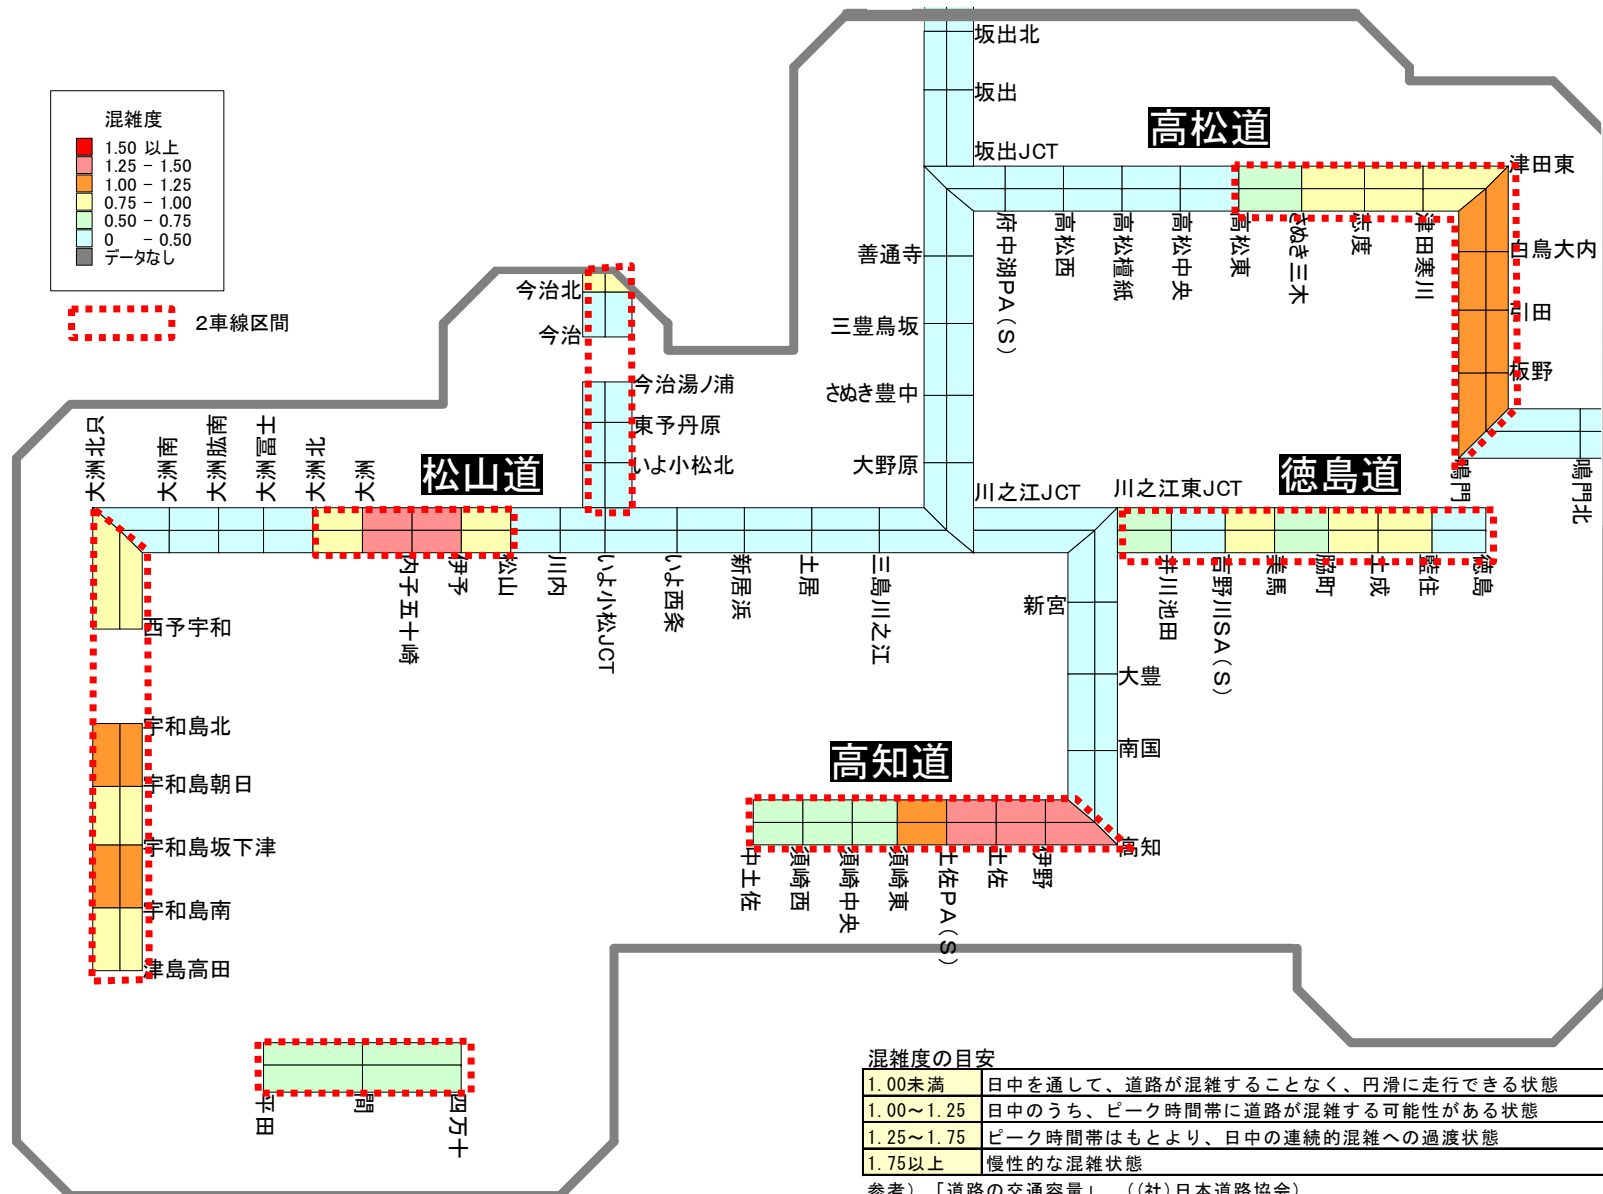 混雑度
1.50 以上
1.25 - 1.50
1.00 - 1.25
0.75 - 1.00
0.50 - 0.75
0 - 0.50
データなし
2車線区間
坂出北
坂出
坂出JCT
高松道
津田東
府中湖PA(S)
高松西
高松檀紙
高松中央
高松東
さぬき三木
志度
津田寒川
白鳥大内
引田
板野
鳴門
鳴門北
善通寺
三豊鳥坂
さぬき豊中
大野原
川之江JCT
今治北
今治
今治湯ノ浦
東予丹原
いよ小松北
大洲北只
大洲南
大洲肱南
大洲冨士
大洲北
大洲
松山道
内子五十崎
伊予
松山
川内
いよ小松JCT
いよ西条
新居浜
土居
三島川之江
川之江東JCT
徳島道
井川池田
吉野川SA(S)
美馬
脇町
土成
藍住
徳島
新宮
大豊
南国
高知
西予宇和
宇和島北
宇和島朝日
宇和島坂下津
宇和島南
津島高田
高知道
中土佐
須崎西
須崎中央
須崎東
土佐PA(S)
土佐
伊野
平田
間
四万十
混雑度の目安
1.00未満 日中を通して、道路が混雑することなく、円滑に走行できる状態
1.00～1.25 日中のうち、ピーク時間帯に道路が混雑する可能性がある状態
1.25～1.75 ピーク時間帯はもとより、日中の連続的混雑への過渡状態
1.75以上 慢性的な混雑状態
参考) 「道路の交通容量」 ((社)日本道路協会)